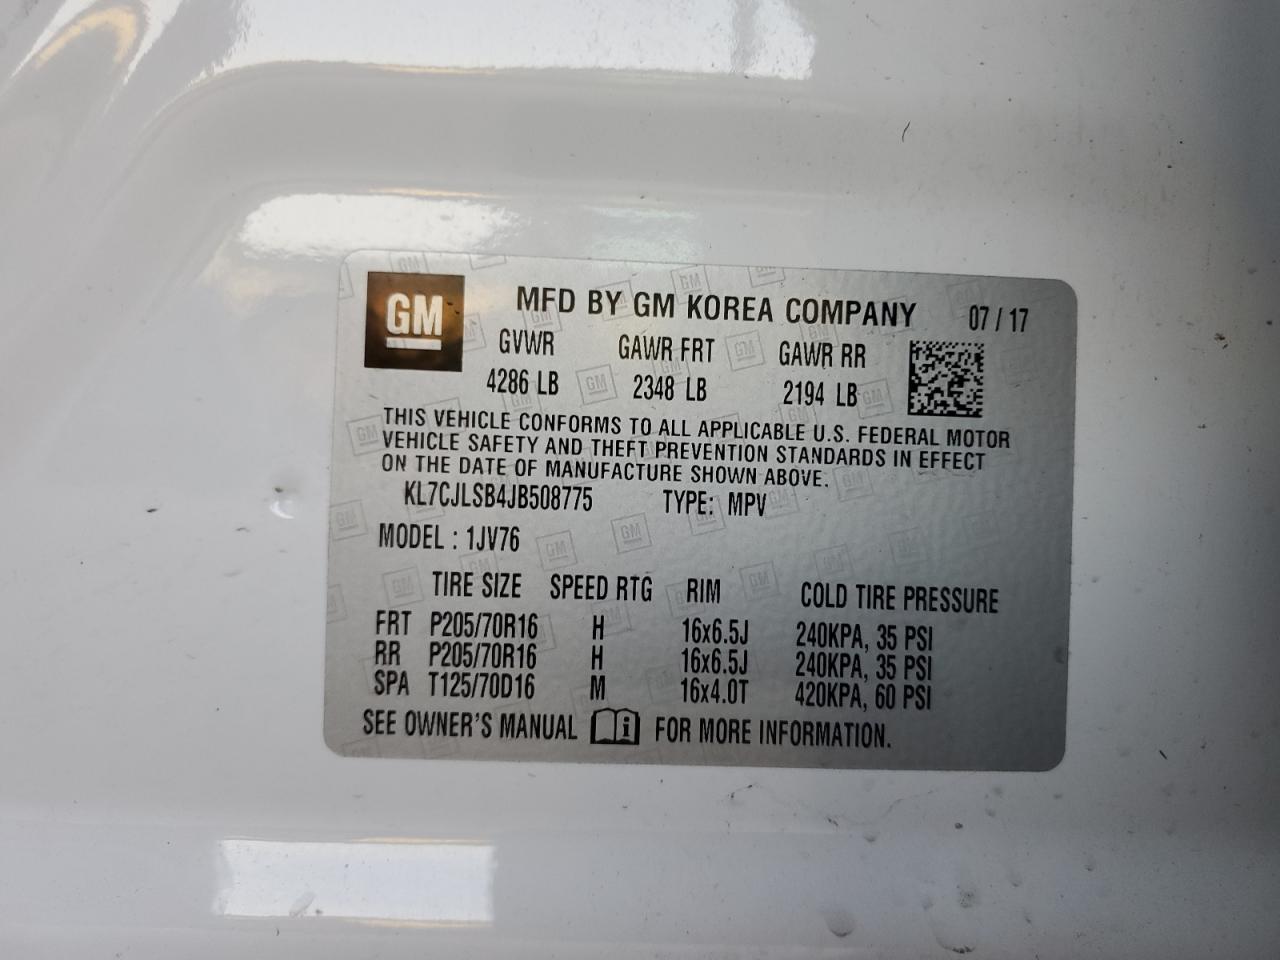 GM
MFD BY GM KOREA COMPANY 07/17
GVWR GAWR FRT GAWR RR
4286 LB 2348 LB 2194 LB
THIS VEHICLE CONFORMS TO ALL APPLICABLE U.S. FEDERAL MOTOR
VEHICLE SAFETY AND THEFT PREVENTION STANDARDS IN EFFECT
ON THE DATE OF MANUFACTURE SHOWN ABOVE.
KL7CJLSB4JB508775 TYPE: MPV
MODEL : 1JV76
TIRE SIZE SPEED RTG RIM COLD TIRE PRESSURE
FRT P205/70R16 H 16x6.5J 240KPA, 35 PSI
RR P205/70R16 H 16x6.5J 240KPA, 35 PSI
SPA T125/70D16 M 16x4.0T 420KPA, 60 PSI
SEE OWNER'S MANUAL i FOR MORE INFORMATION.